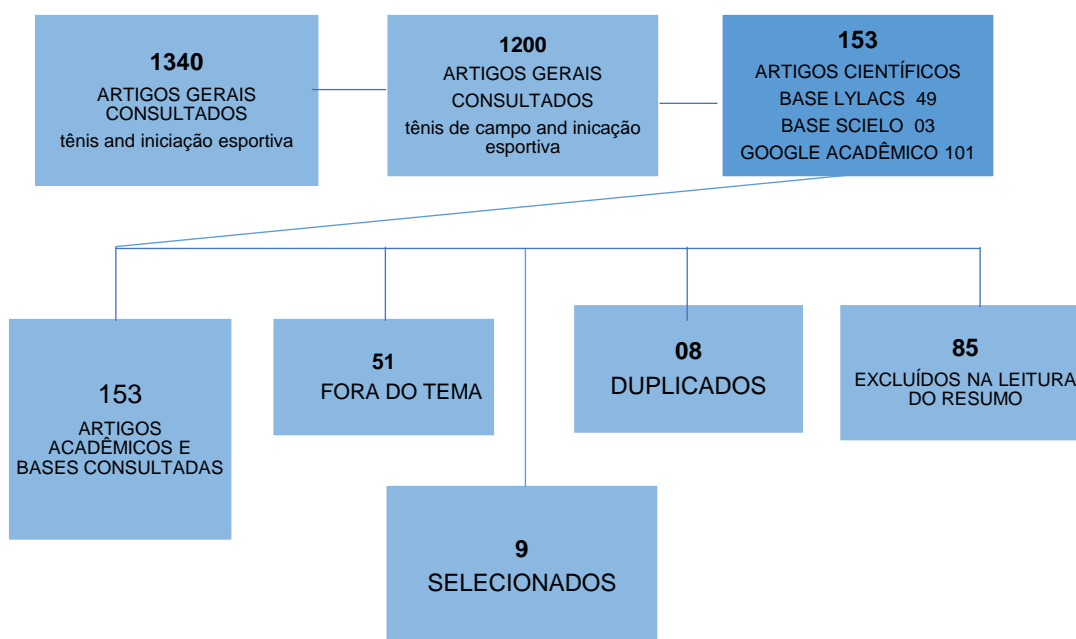 1340
ARTIGOS GERAIS
CONSULTADOS
tênis and iniciação esportiva
1200
ARTIGOS GERAIS
CONSULTADOS
tênis de campo and inicação
esportiva
153
ARTIGOS CIENTÍFICOS
BASE LYLACS 49
BASE SCIELO 03
GOOGLE ACADÊMICO 101
153
ARTIGOS
ACADÊMICOS E
BASES CONSULTADAS
51
FORA DO TEMA
08
DUPLICADOS
85
EXCLUÍDOS NA LEITURA
DO RESUMO
9
SELECIONADOS